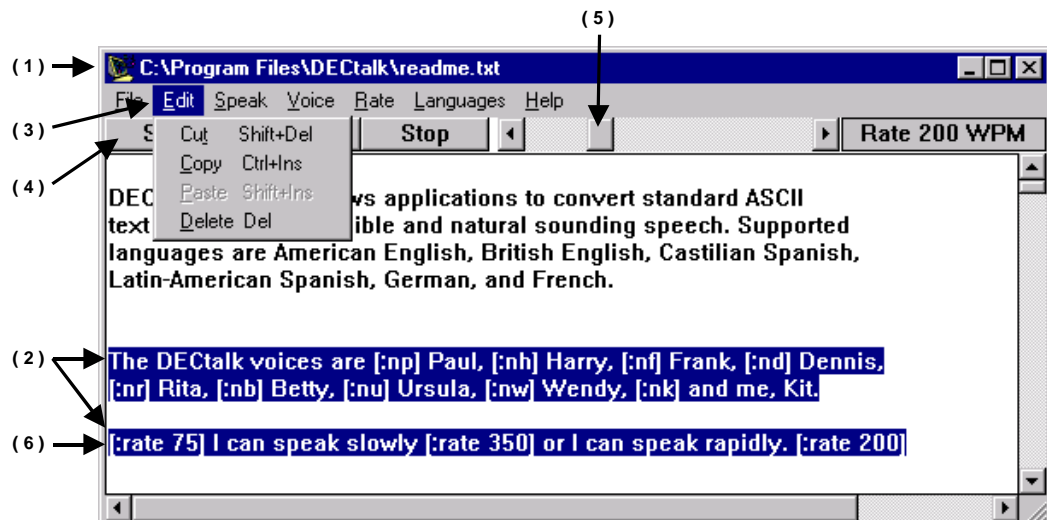 (5)
(1) C:\Program Files\DECtalk\readme.txt
File Edit Speak Voice Rate Languages Help
(3)
S Stop Rate 200 WPM
Cut Shift+Del
Copy Ctrl+Ins
(4)
Paste Shift+Ins
Delete Del
DEC ws applications to convert standard ASCII
text ible and natural sounding speech. Supported
languages are American English, British English, Castilian Spanish,
Latin-American Spanish, German, and French.
(2) The DECtalk voices are [:np] Paul, [:nh] Harry, [:nf] Frank, [:nd] Dennis,
[:nr] Rita, [:nb] Betty, [:nu] Ursula, [:nw] Wendy, [:nk] and me, Kit.
(6) [:rate 75] I can speak slowly [:rate 350] or I can speak rapidly. [:rate 200]